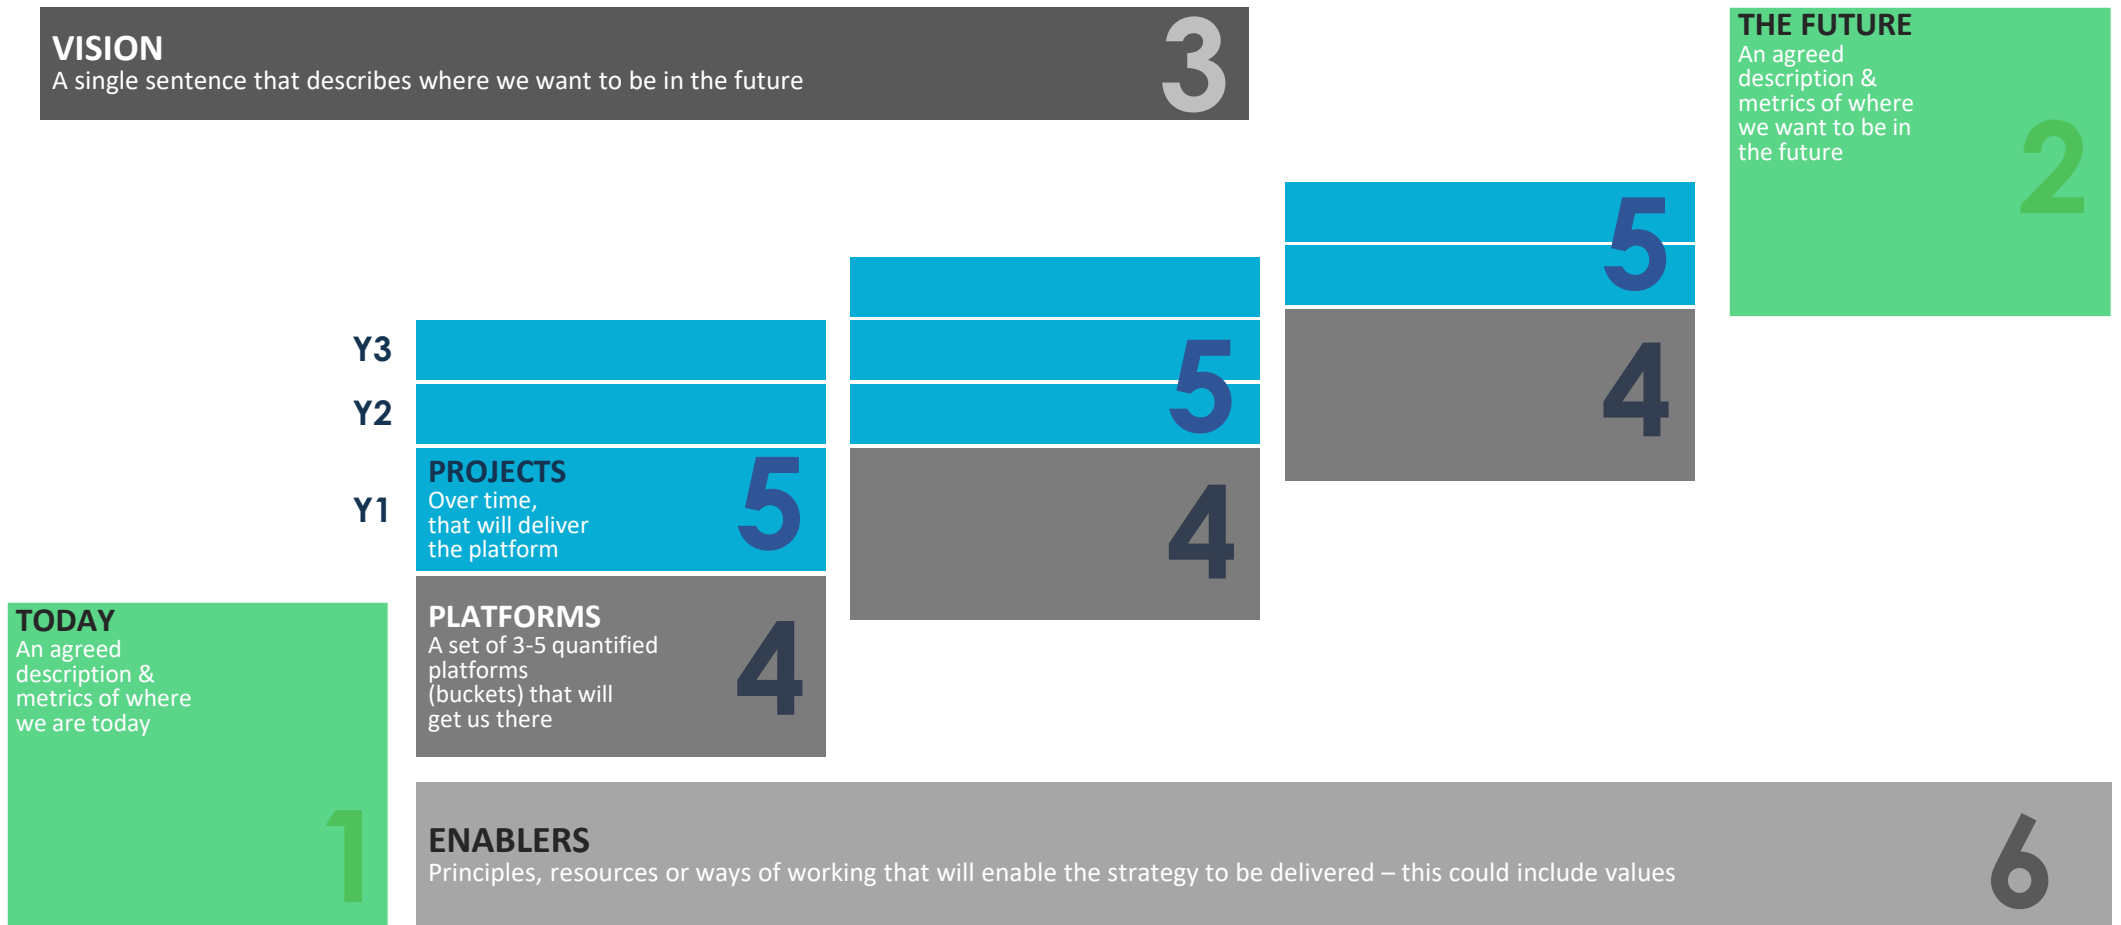 VISION
A single sentence that describes where we want to be in the future
3
THE FUTURE
An agreed
description &
metrics of where
we want to be in
the future
2
5
4
5
4
Y3
Y2
Y1
PROJECTS
Over time,
that will deliver
the platform
5
PLATFORMS
A set of 3-5 quantified
platforms
(buckets) that will
get us there
4
TODAY
An agreed
description &
metrics of where
we are today
1
ENABLERS
Principles, resources or ways of working that will enable the strategy to be delivered – this could include values
6